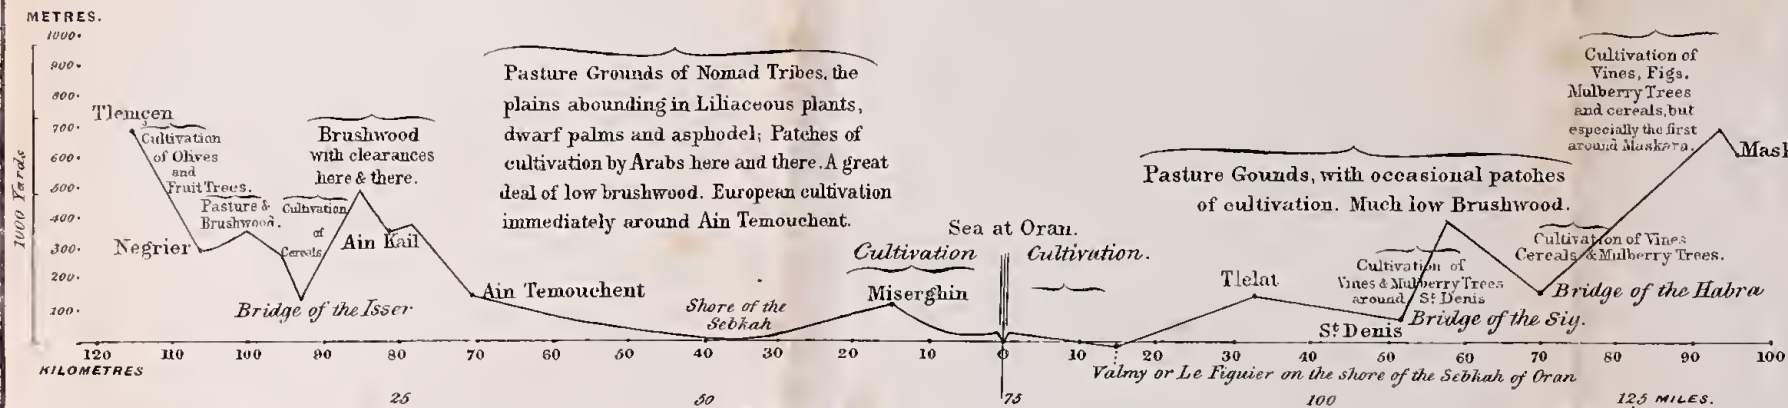 METRES.
1000
900
800
700
600
500
400
300
200
100
1000 Yards
Tlemçen
Cultivation
of Olives
and
Fruit Trees.
Negrier
Pasture &
Brushwood.
Cultivation
of
Cereals
Bridge of the Isser
Brushwood
with clearances
here & there.
Ain Kail
Pasture Grounds of Nomad Tribes, the
plains abounding in Liliaceous plants,
dwarf palms and asphodel; Patches of
cultivation by Arabs here and there. A great
deal of low brushwood. European cultivation
immediately around Ain Temouchent.
Ain Temouchent
Shore of the
Sebkah
Cultivation
Miserghin
Sea at Oran.
Cultivation.
Tlelat
Pasture Gounds, with occasional patches
of cultivation. Much low Brushwood.
Cultivation of
Vines & Mulberry Trees
around St Denis
St Denis
Bridge of the Sig.
Cultivation of Vines
Cereals & Mulberry Trees.
Bridge of the Habra
Cultivation of
Vines, Figs.
Mulberry Trees
and cereals, but
especially the first
around Maskara.
120 110 100 90 80 70 60 50 40 30 20 10 0 10 20 30 40 50 60 70 80 90 100
KILOMETRES
Valmy or Le Figuier on the shore of the Sebkah of Oran
25 50 75 100 125 MILES.